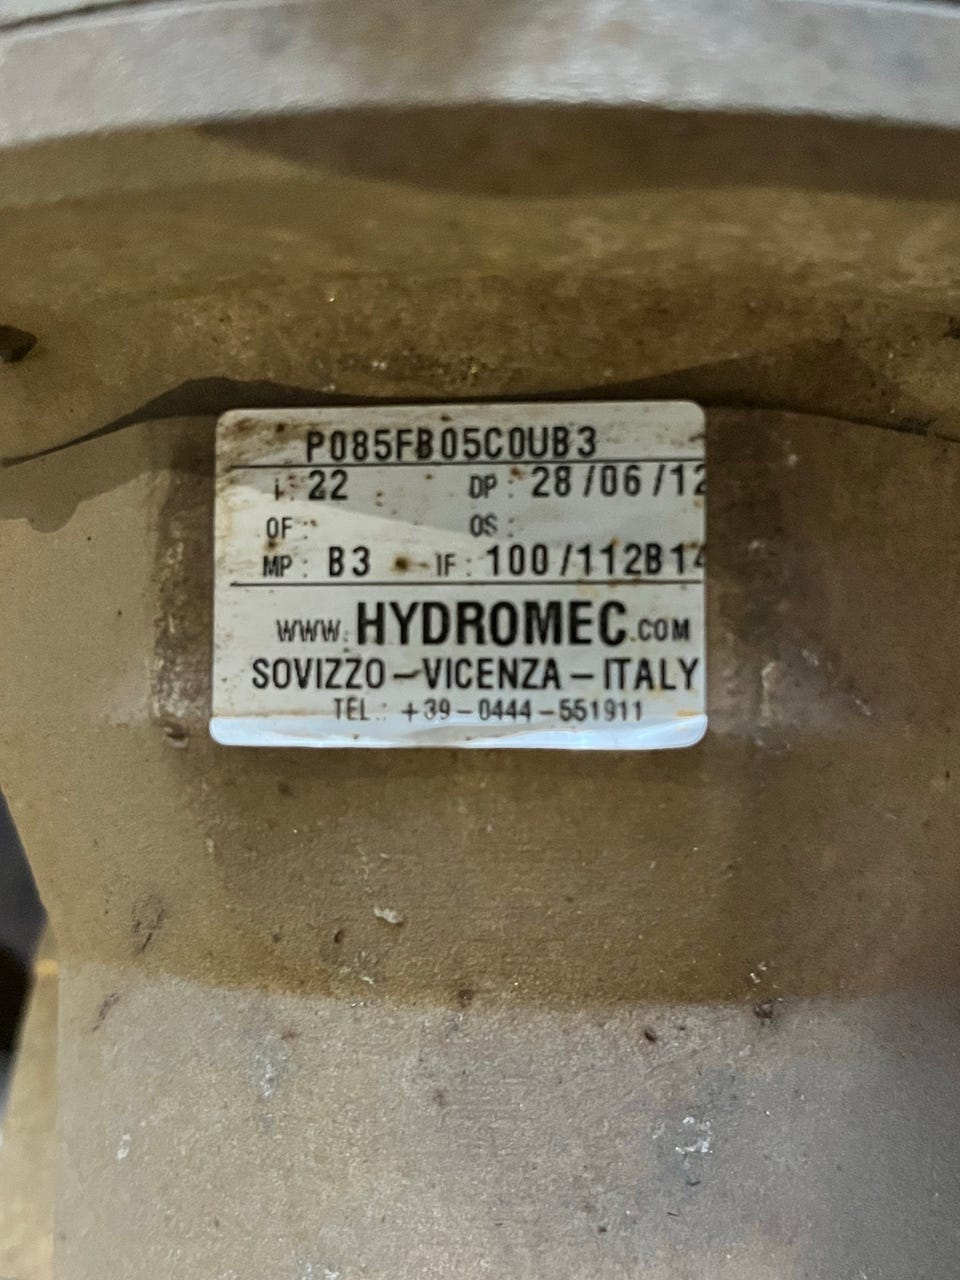 P085FB05C0UB3
i: 22 DP: 28/06/12
OF: OS:
MP: B3 IF: 100/112B14
www.HYDROMEC.COM
SOVIZZO-VICENZA-ITALY
TEL.: +39-0444-551911